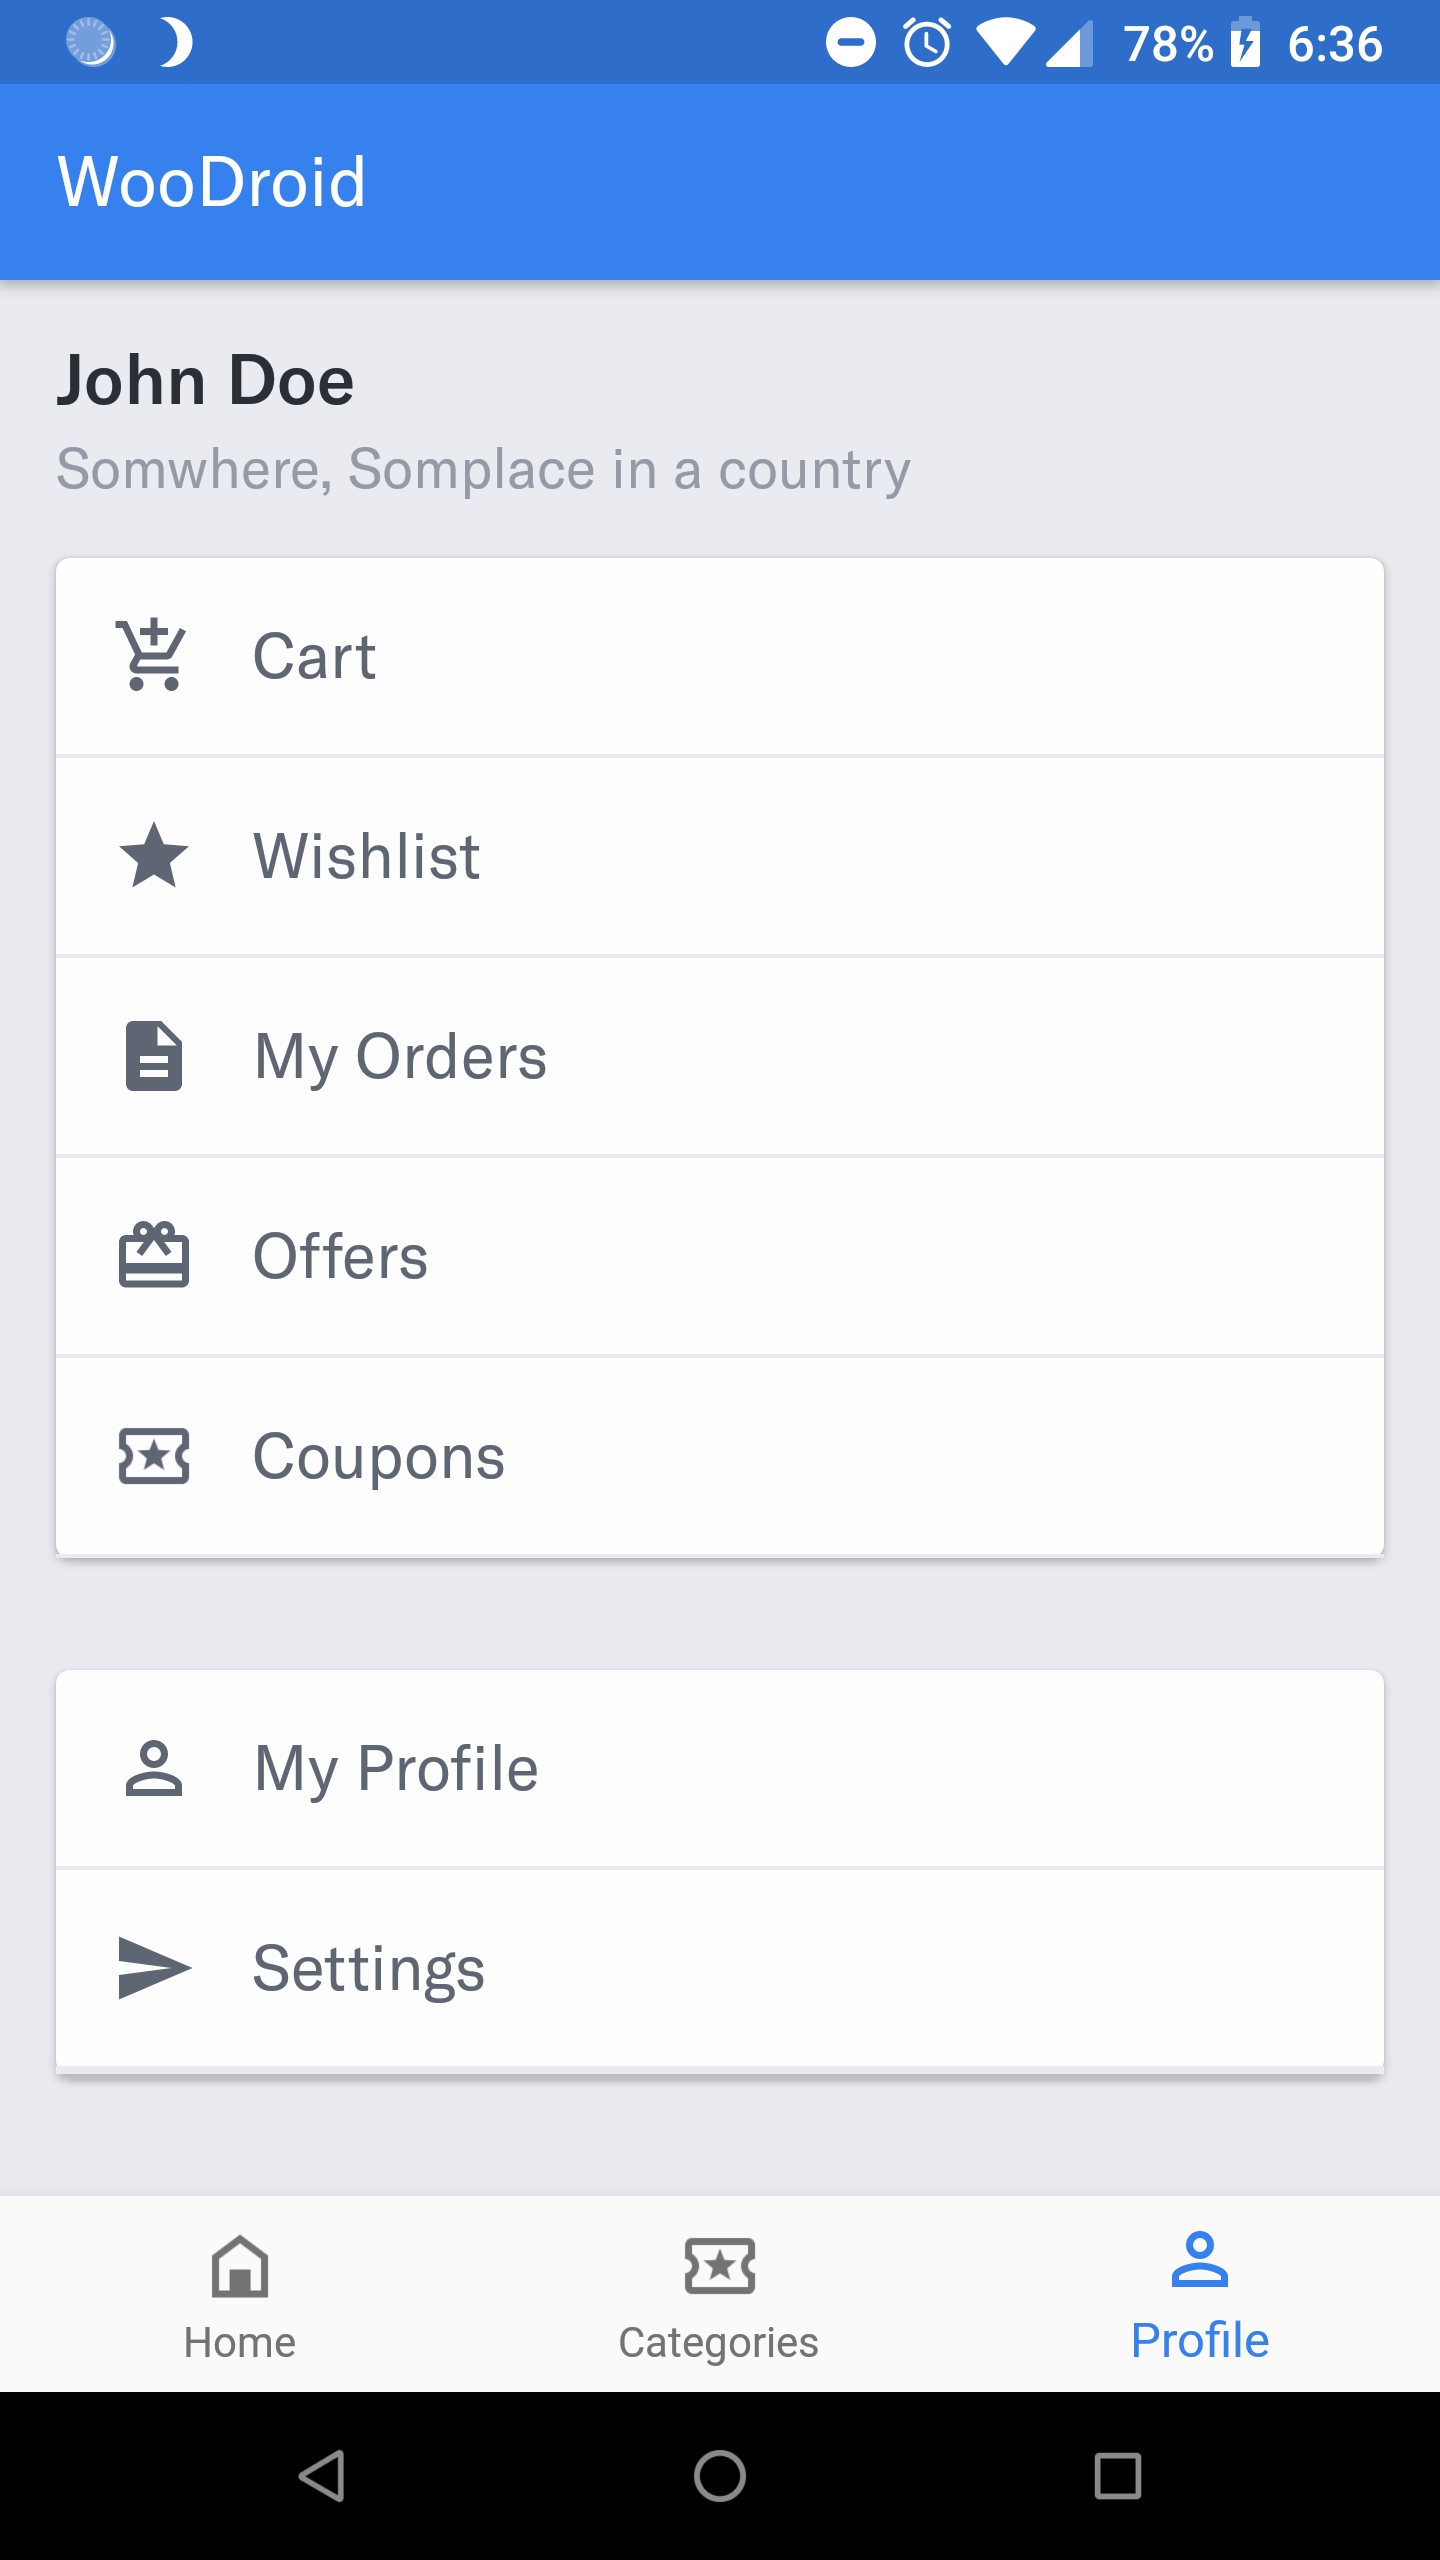 78% 6:36
WooDroid
John Doe
Somwhere, Somplace in a country
Cart
Wishlist
My Orders
Offers
Coupons
My Profile
Settings
Home Categories Profile